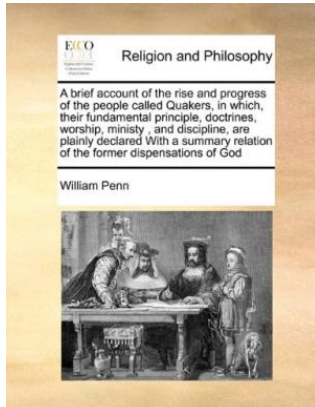 ECCO
Religion and Philosophy
A brief account of the rise and progress
of the people called Quakers, in which,
their fundamental principle, doctrines,
worship, ministy , and discipline, are
plainly declared With a summary relation
of the former dispensations of God
William Penn